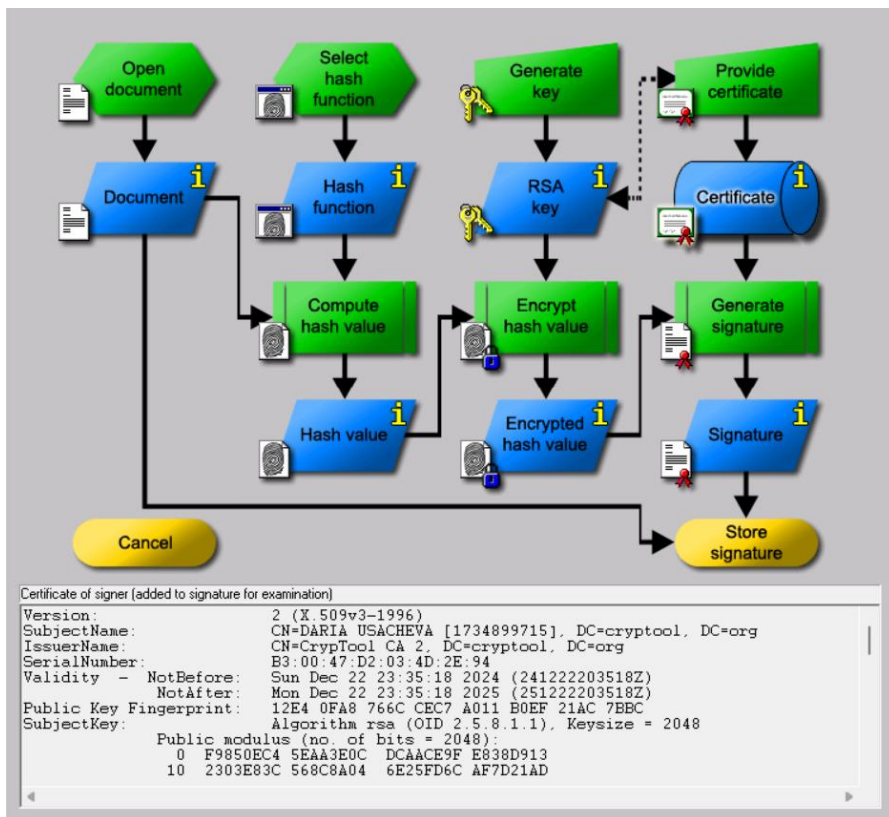 Open
document
Select
hash
function
Generate
key
Provide
certificate
Document
i
Hash
function
i
RSA
key
i
Certificate
i
Compute
hash value
Encrypt
hash value
Generate
signature
Hash value
i
Encrypted
hash value
i
Signature
i
Cancel
Store
signature
Certificate of signer (added to signature for examination)
Version: 2 (X.509v3-1996)
SubjectName: CN=DARIA USACHEVA [1734899715], DC=cryptool, DC=org
IssuerName: CN=CrypTool CA 2, DC=cryptool, DC=org
SerialNumber: B3:00:47:D2:03:4D:2E:94
Validity - NotBefore: Sun Dec 22 23:35:18 2024 (241222203518Z)
NotAfter: Mon Dec 22 23:35:18 2025 (251222203518Z)
Public Key Fingerprint: 12E4 0FA8 766C CEC7 A011 B0EF 21AC 7BBC
SubjectKey: Algorithm rsa (OID 2.5.8.1.1), Keysize = 2048
Public modulus (no. of bits = 2048):
0 F9850EC4 5EAA3E0C DCAACE9F E838D913
10 2303E83C 568C8A04 6E25FD6C AF7D21AD